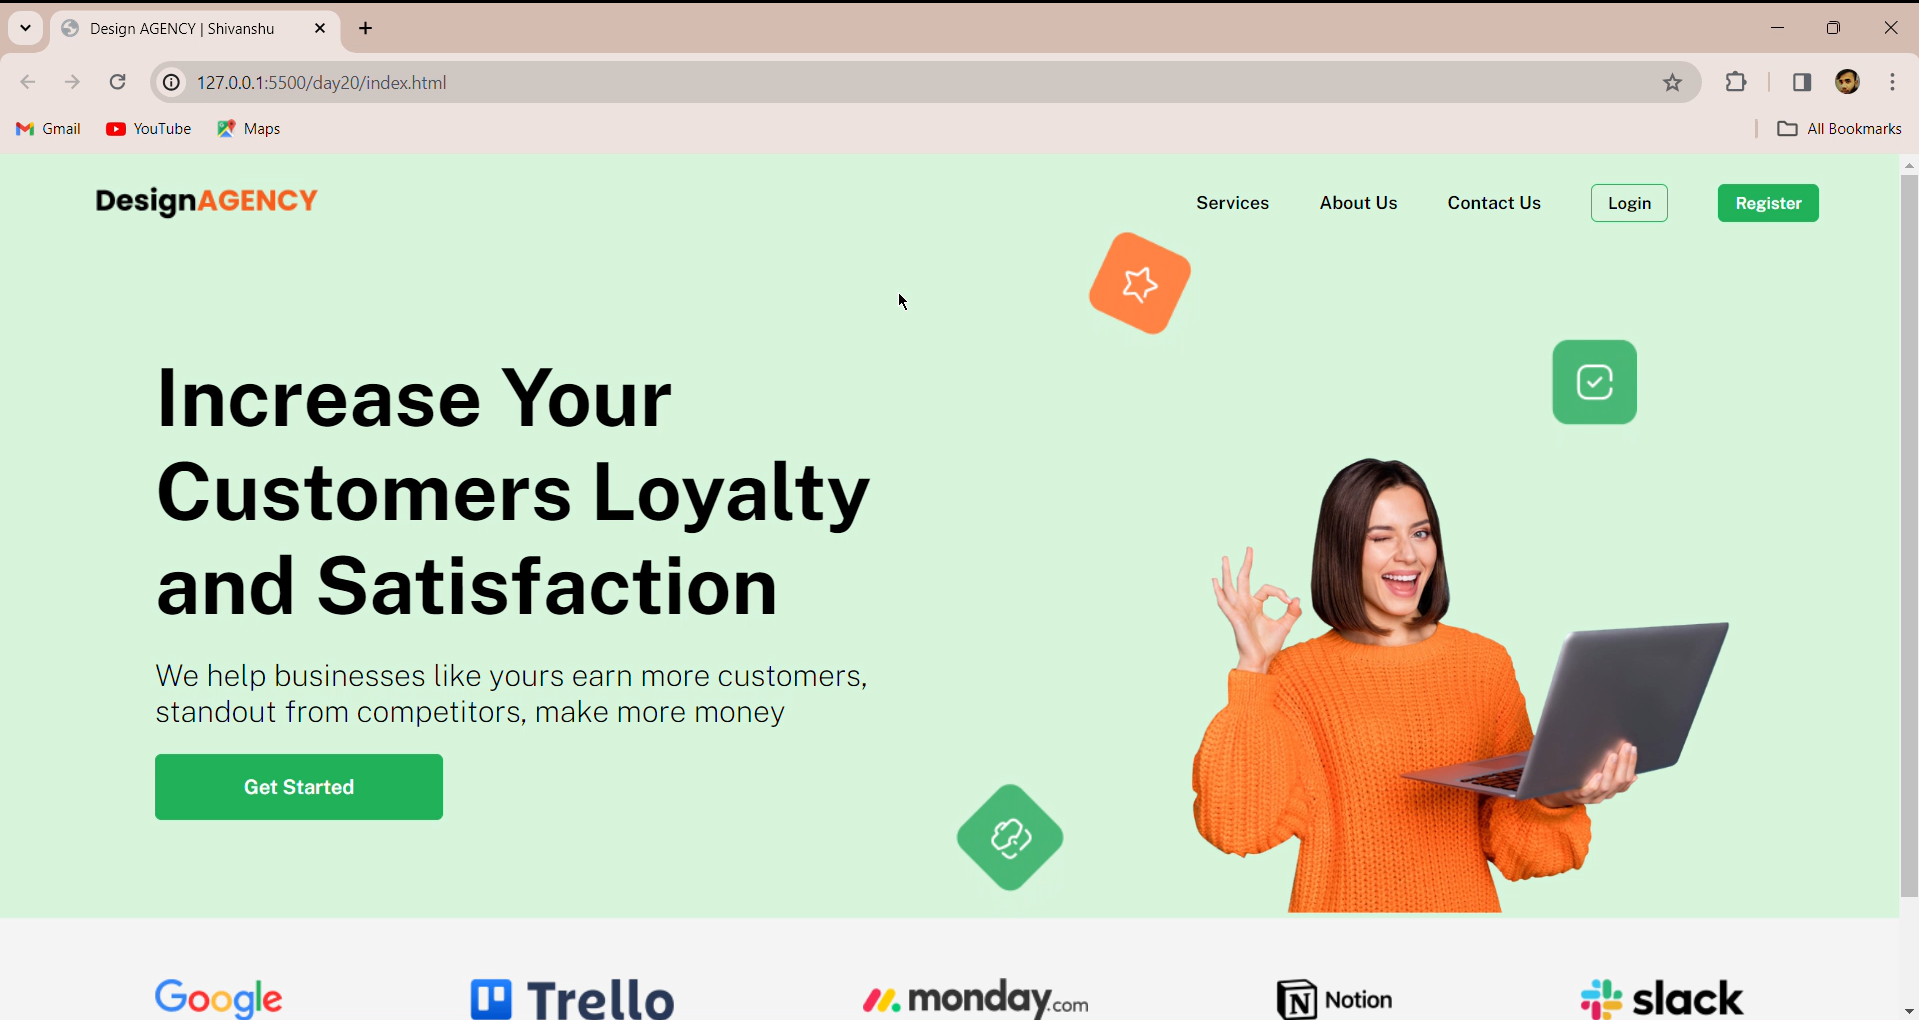 Design AGENCY | Shivanshu
127.0.0.1:5500/day20/index.html
Gmail YouTube Maps All Bookmarks
DesignAGENCY
Services About Us Contact Us Login Register
Increase Your
Customers Loyalty
and Satisfaction
We help businesses like yours earn more customers,
standout from competitors, make more money
Get Started
Google Trello monday.com Notion slack